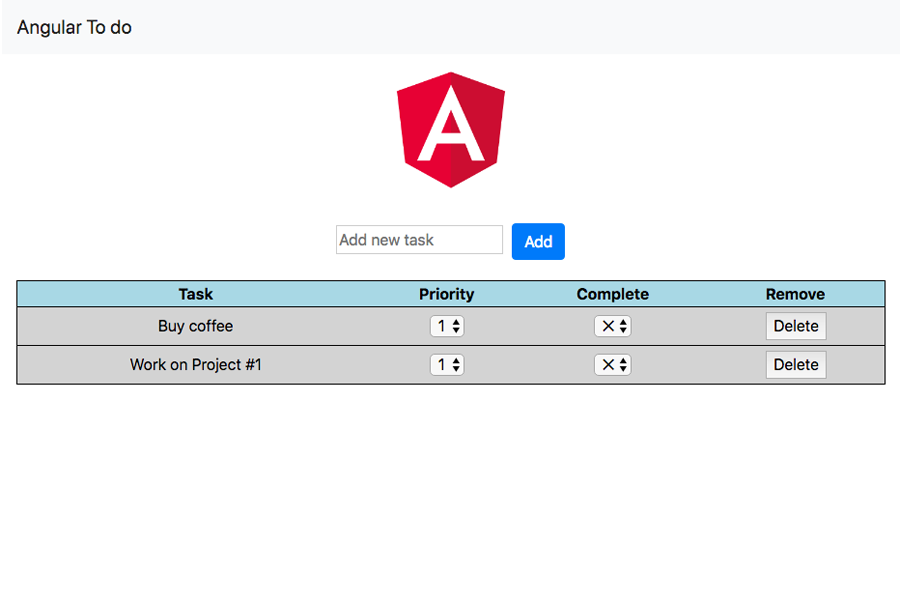 Angular To do
A
Add new task Add
Task Priority Complete Remove
Buy coffee 1 ✕ Delete
Work on Project #1 1 ✕ Delete